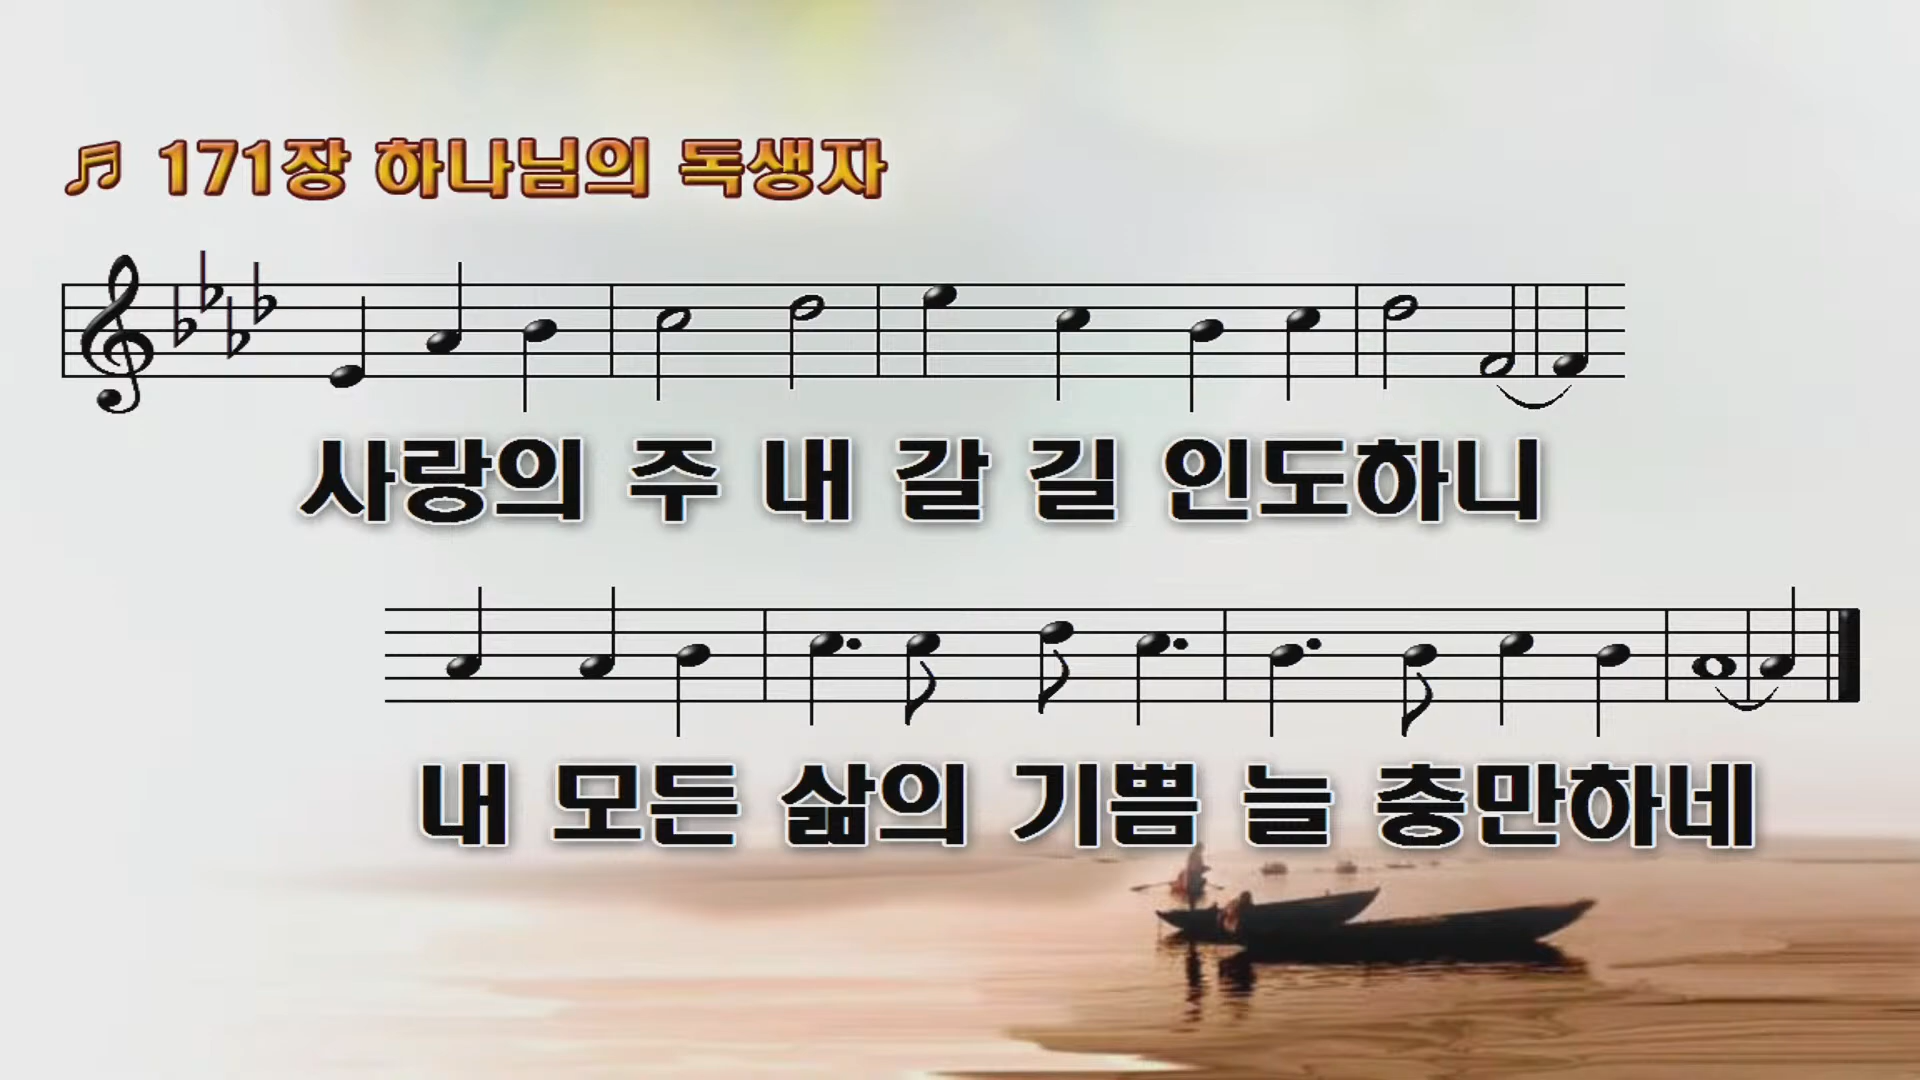 171장 하나님의 독생자
사랑의 주 내 갈 길 인도하니
내 모든 삶의 기쁨 늘 충만하네